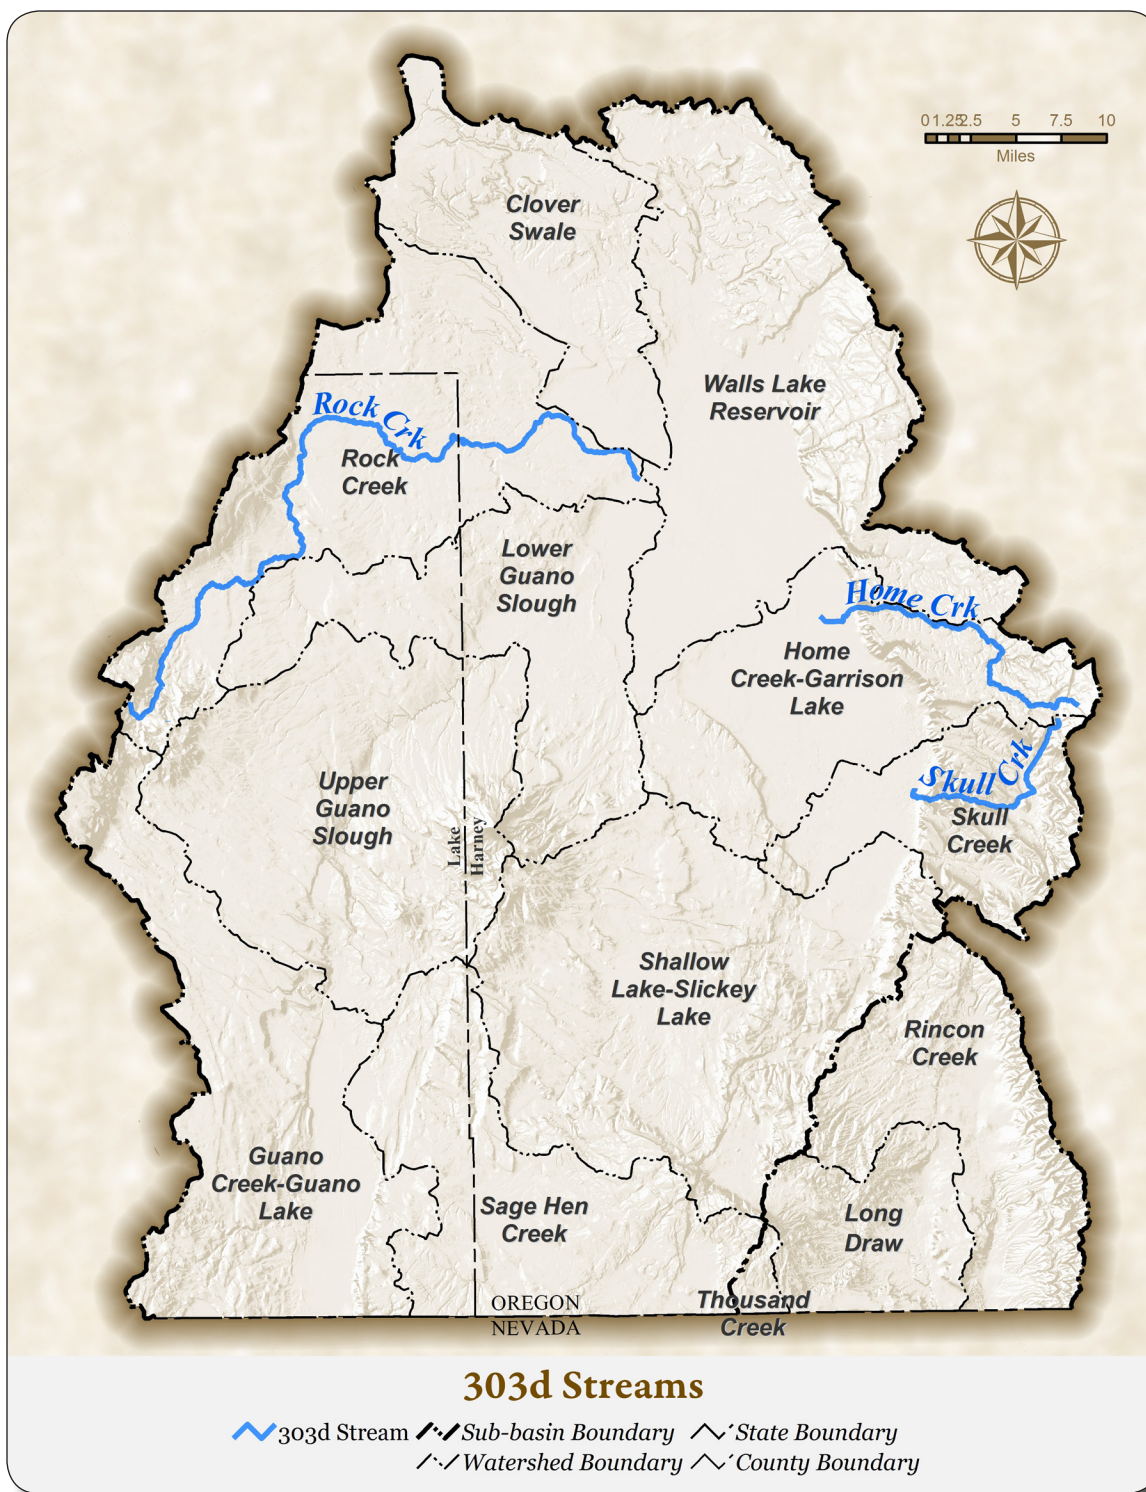 0 1.25 2.5 5 7.5 10
Miles
Clover
Swale
Walls Lake
Reservoir
Rock Crk
Rock
Creek
Lower
Guano
Slough
Home Crk
Home
Creek-Garrison
Lake
Upper
Guano
Slough
Skull Crk
Skull
Creek
Lake
Harney
Shallow
Lake-Slickey
Lake
Rincon
Creek
Guano
Creek-Guano
Lake
Sage Hen
Creek
Long
Draw
Thousand
Creek
OREGON
NEVADA
303d Streams
303d Stream Sub-basin Boundary State Boundary
Watershed Boundary County Boundary